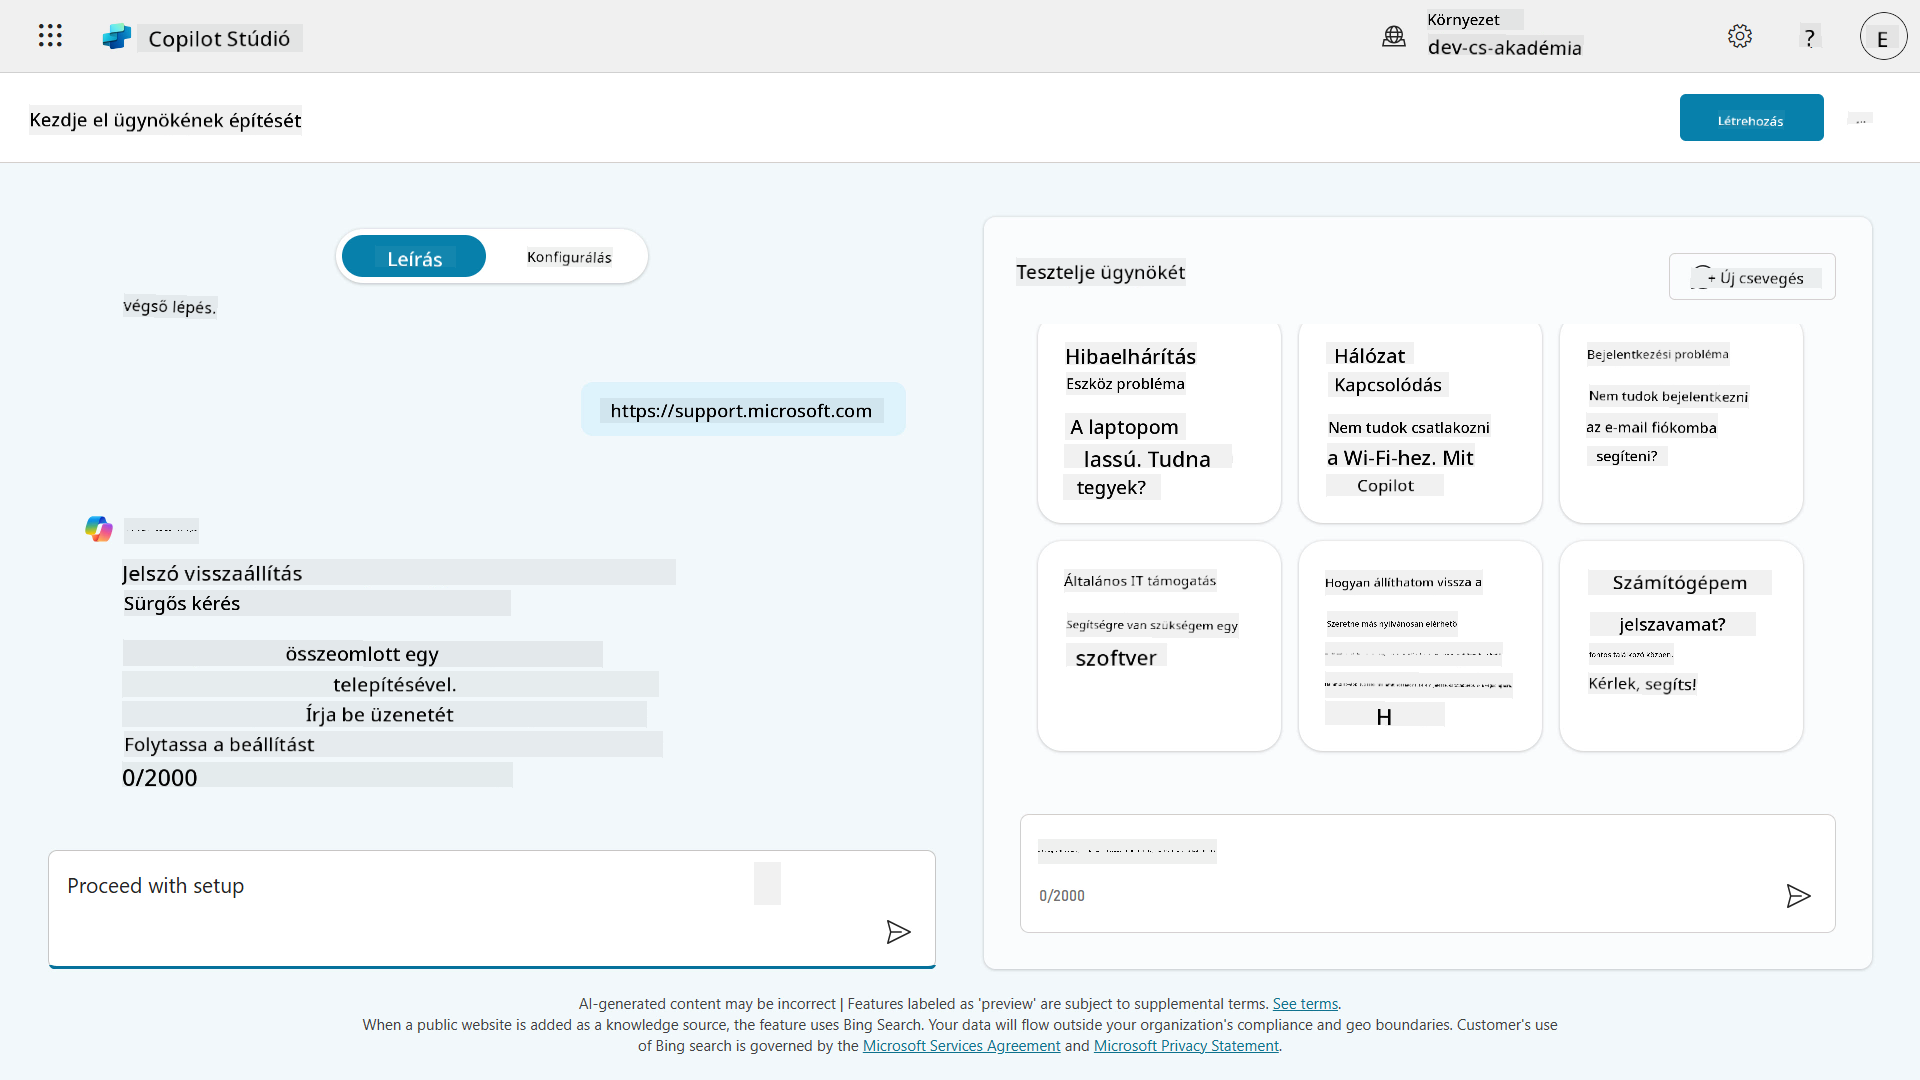 Copilot Stúdió
Környezet
dev-cs-akadémia
?
E
Kezdje el ügynökének építését
Létrehozás
...
Leírás
Konfigurálás
végső lépés.
https://support.microsoft.com
Jelszó visszaállítás
Sürgős kérés
összeomlott egy
telepítésével.
Írja be üzenetét
Folytassa a beállítást
0/2000
Proceed with setup
Tesztelje ügynökét
+ Új csevegés
Hibaelhárítás
Eszköz probléma
A laptopom
lassú. Tudna
tegyek?
Hálózat
Kapcsolódás
Nem tudok csatlakozni
a Wi-Fi-hez. Mit
Copilot
Bejelentkezési probléma
Nem tudok bejelentkezni
az e-mail fiókomba
segíteni?
Általános IT támogatás
Segítségre van szükségem egy
szoftver
Hogyan állíthatom vissza a
Szeretne más nyilvánosan elérhető
H
Számítógépem
jelszavamat?
fontos találkozó közben.
Kérlek, segíts!
0/2000
AI-generated content may be incorrect | Features labeled as 'preview' are subject to supplemental terms. See terms.
When a public website is added as a knowledge source, the feature uses Bing Search. Your data will flow outside your organization's compliance and geo boundaries. Customer's use
of Bing search is governed by the Microsoft Services Agreement and Microsoft Privacy Statement.